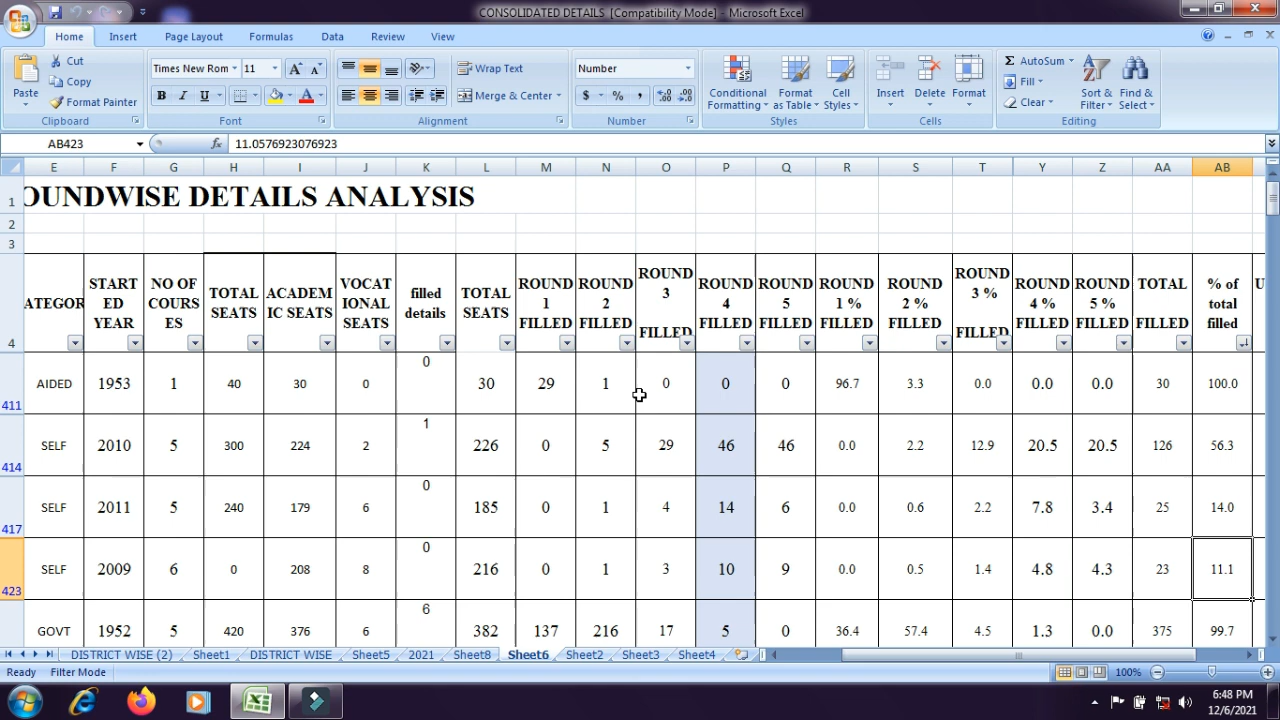 CONSOLIDATED DETAILS [Compatibility Mode] - Microsoft Excel
Home Insert Page Layout Formulas Data Review View
Paste Cut Copy Format Painter
Clipboard
Times New Rom 11 A A
B I U A
Font
Wrap Text
Merge & Center
Alignment
Number
$ % ,
Number
Conditional Formatting Format as Table Cell Styles
Styles
Insert Delete Format
Cells
Σ AutoSum Fill Clear Sort & Filter Find & Select
Editing
AB423 fx 11.0576923076923
E F G H I J K L M N O P Q R S T Y Z AA AB
1 OUNDWISE DETAILS ANALYSIS
2
3
4 ATEGOR STARTED YEAR NO OF COURSES TOTAL SEATS ACADEMIC SEATS VOCATIONAL SEATS filled details TOTAL SEATS ROUND 1 FILLED ROUND 2 FILLED ROUND 3 FILLED ROUND 4 FILLED ROUND 5 FILLED ROUND 1 % FILLED ROUND 2 % FILLED ROUND 3 % FILLED ROUND 4 % FILLED ROUND 5 % FILLED TOTAL FILLED % of total filled U
411 AIDED 1953 1 40 30 0 0 30 29 1 0 0 0 96.7 3.3 0.0 0.0 0.0 30 100.0
414 SELF 2010 5 300 224 2 1 226 0 5 29 46 46 0.0 2.2 12.9 20.5 20.5 126 56.3
417 SELF 2011 5 240 179 6 0 185 0 1 4 14 6 0.0 0.6 2.2 7.8 3.4 25 14.0
423 SELF 2009 6 0 208 8 0 216 0 1 3 10 9 0.0 0.5 1.4 4.8 4.3 23 11.1
GOVT 1952 5 420 376 6 6 382 137 216 17 5 0 36.4 57.4 4.5 1.3 0.0 375 99.7
DISTRICT WISE (2) Sheet1 DISTRICT WISE Sheet5 2021 Sheet8 Sheet6 Sheet2 Sheet3 Sheet4
Ready Filter Mode 100%
6:48 PM
12/6/2021